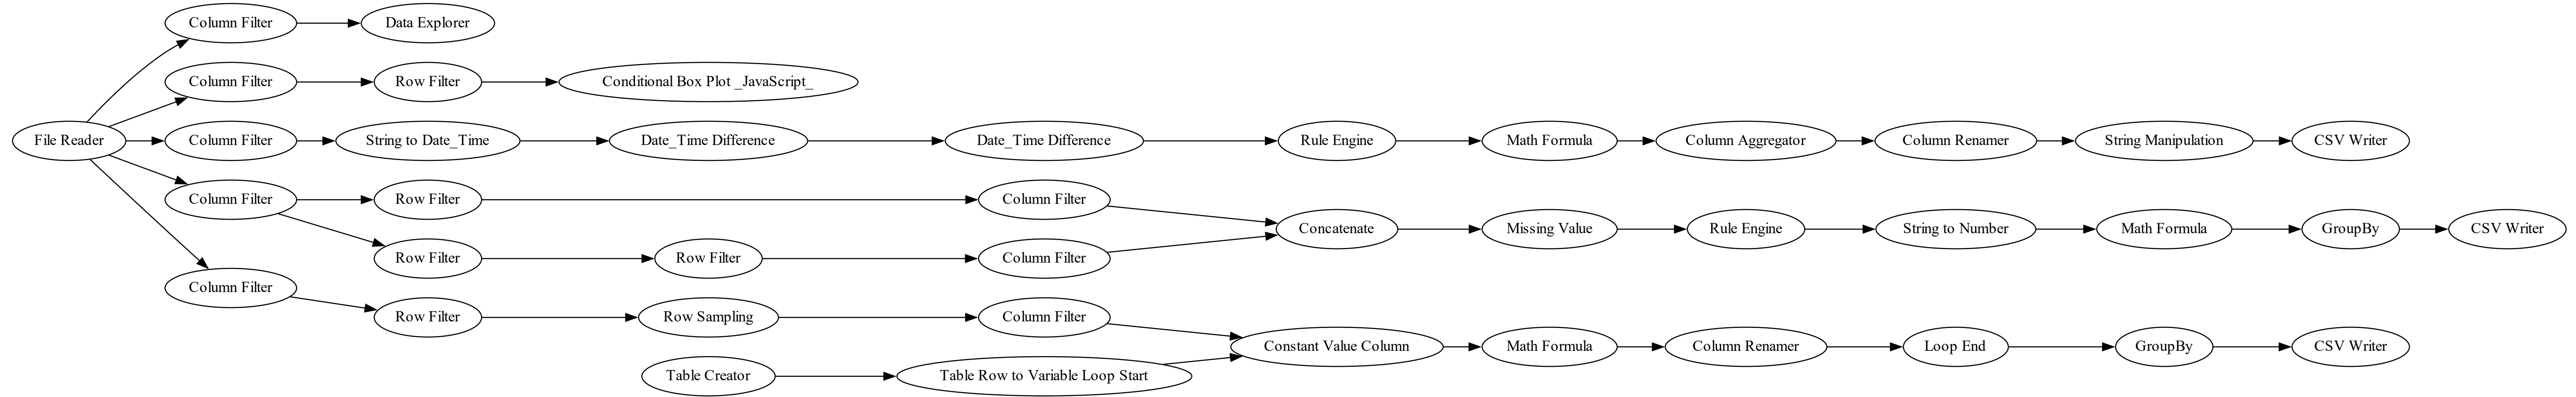 Column Filter
Data Explorer
Column Filter
Row Filter
Conditional Box Plot _JavaScript_
File Reader
Column Filter
String to Date_Time
Date_Time Difference
Date_Time Difference
Rule Engine
Math Formula
Column Aggregator
Column Renamer
String Manipulation
CSV Writer
Column Filter
Row Filter
Column Filter
Concatenate
Missing Value
Rule Engine
String to Number
Math Formula
GroupBy
CSV Writer
Row Filter
Row Filter
Column Filter
Column Filter
Row Filter
Row Sampling
Column Filter
Constant Value Column
Math Formula
Column Renamer
Loop End
GroupBy
CSV Writer
Table Creator
Table Row to Variable Loop Start